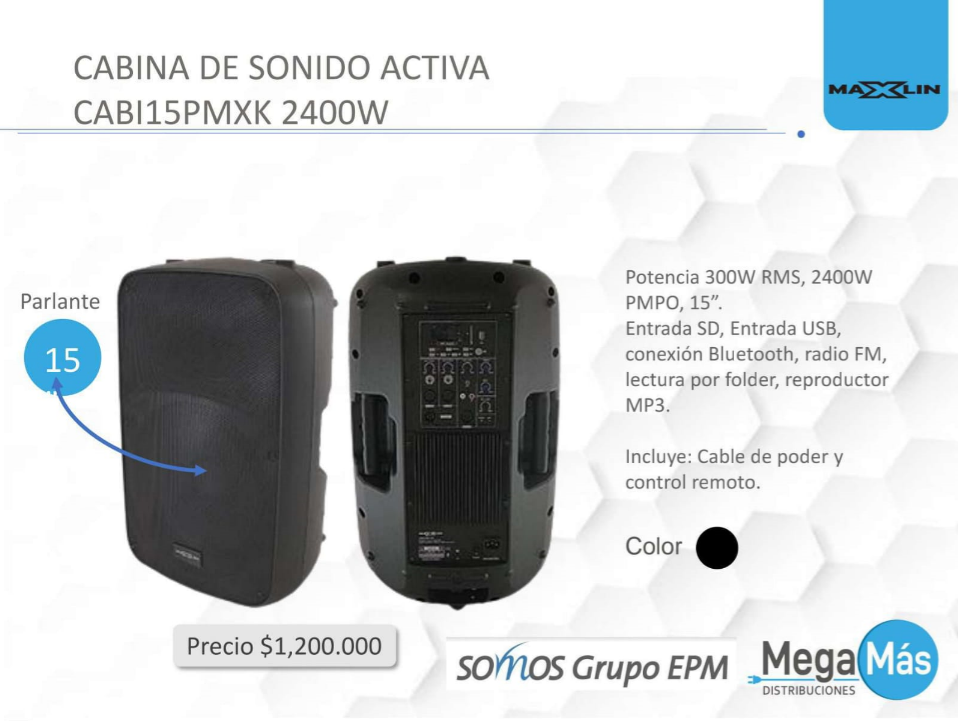 CABINA DE SONIDO ACTIVA
CABI15PMXK 2400W
MAXLIN
Parlante
15
Potencia 300W RMS, 2400W
PMPO, 15”.
Entrada SD, Entrada USB,
conexión Bluetooth, radio FM,
lectura por folder, reproductor
MP3.
Incluye: Cable de poder y
control remoto.
Color
Precio $1,200.000
somos Grupo EPM
Mega Más
DISTRIBUCIONES